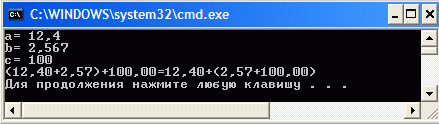 C:\WINDOWS\system32\cmd.exe
a= 12,4
b= 2,567
c= 100
(12,40+2,57)+100,00=12,40+(2,57+100,00)
Для продолжения нажмите любую клавишу . . .